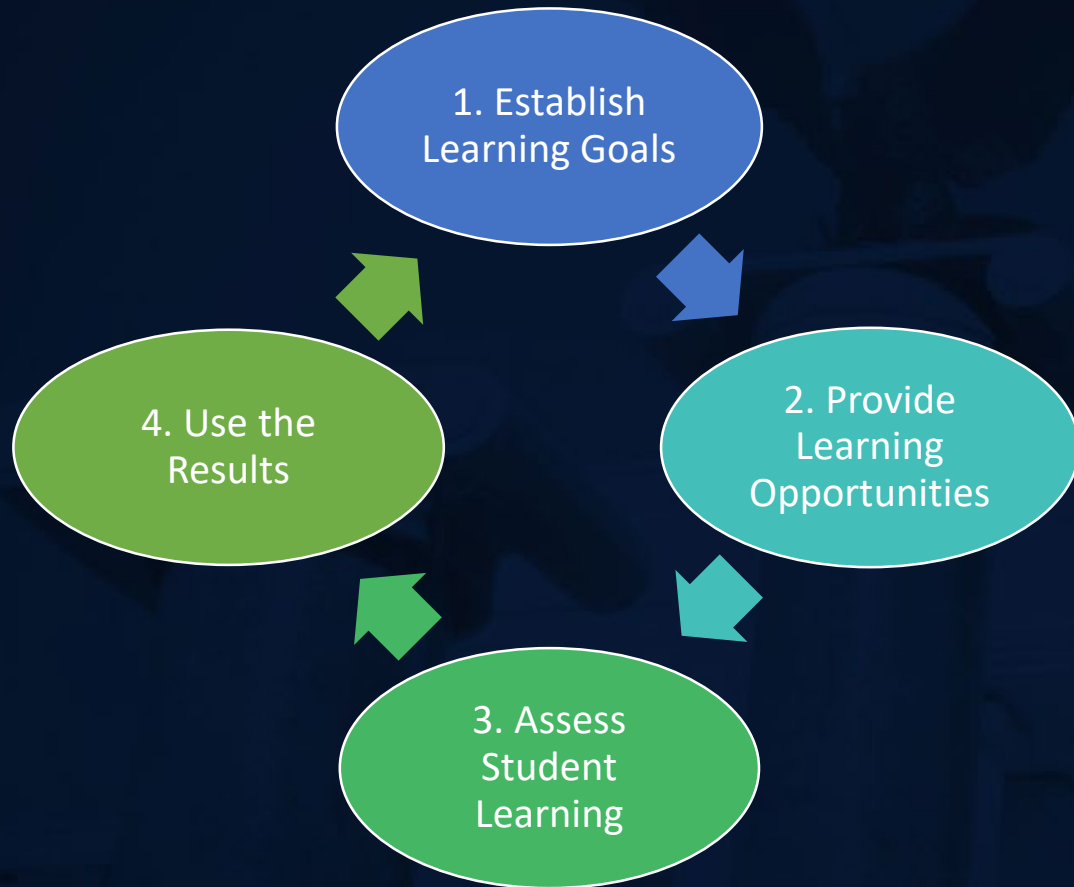 1. Establish
Learning Goals
2. Provide
Learning
Opportunities
3. Assess
Student
Learning
4. Use the
Results